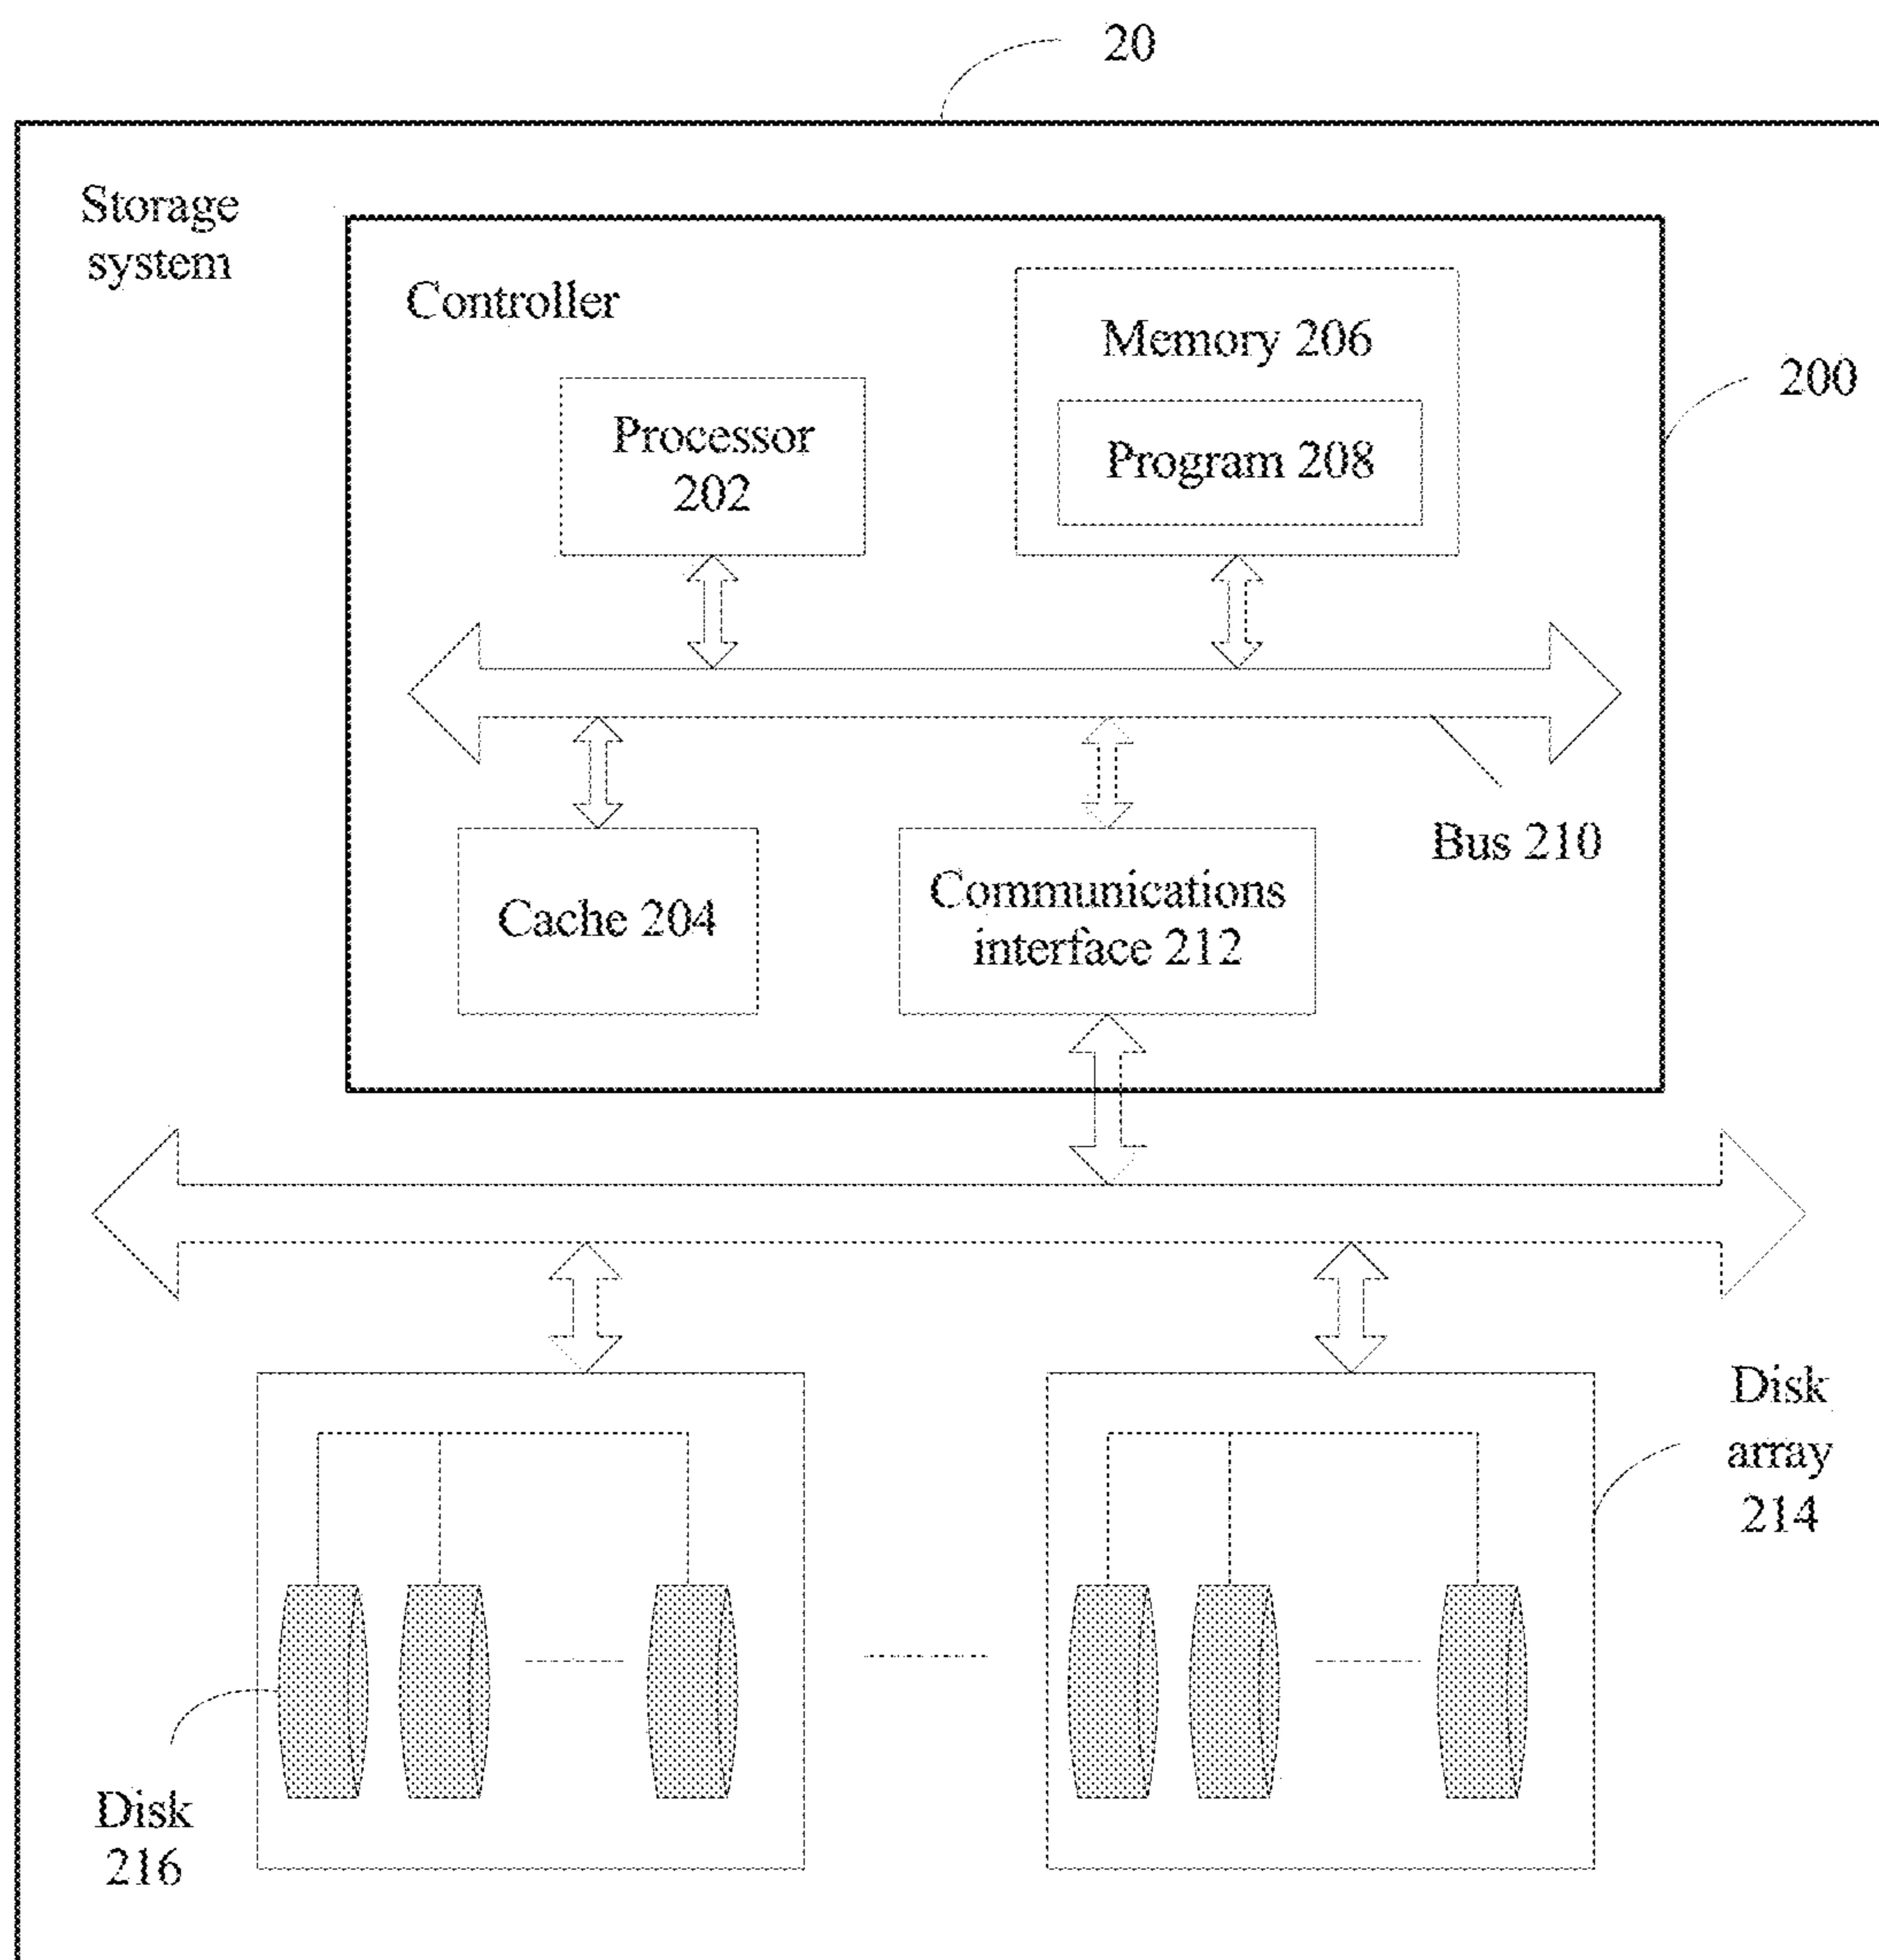 20
Storage
system
Controller
Memory 206
200
Processor
202
Program 208
Bus 210
Cache 204
Communications
interface 212
Disk
array
214
Disk
216